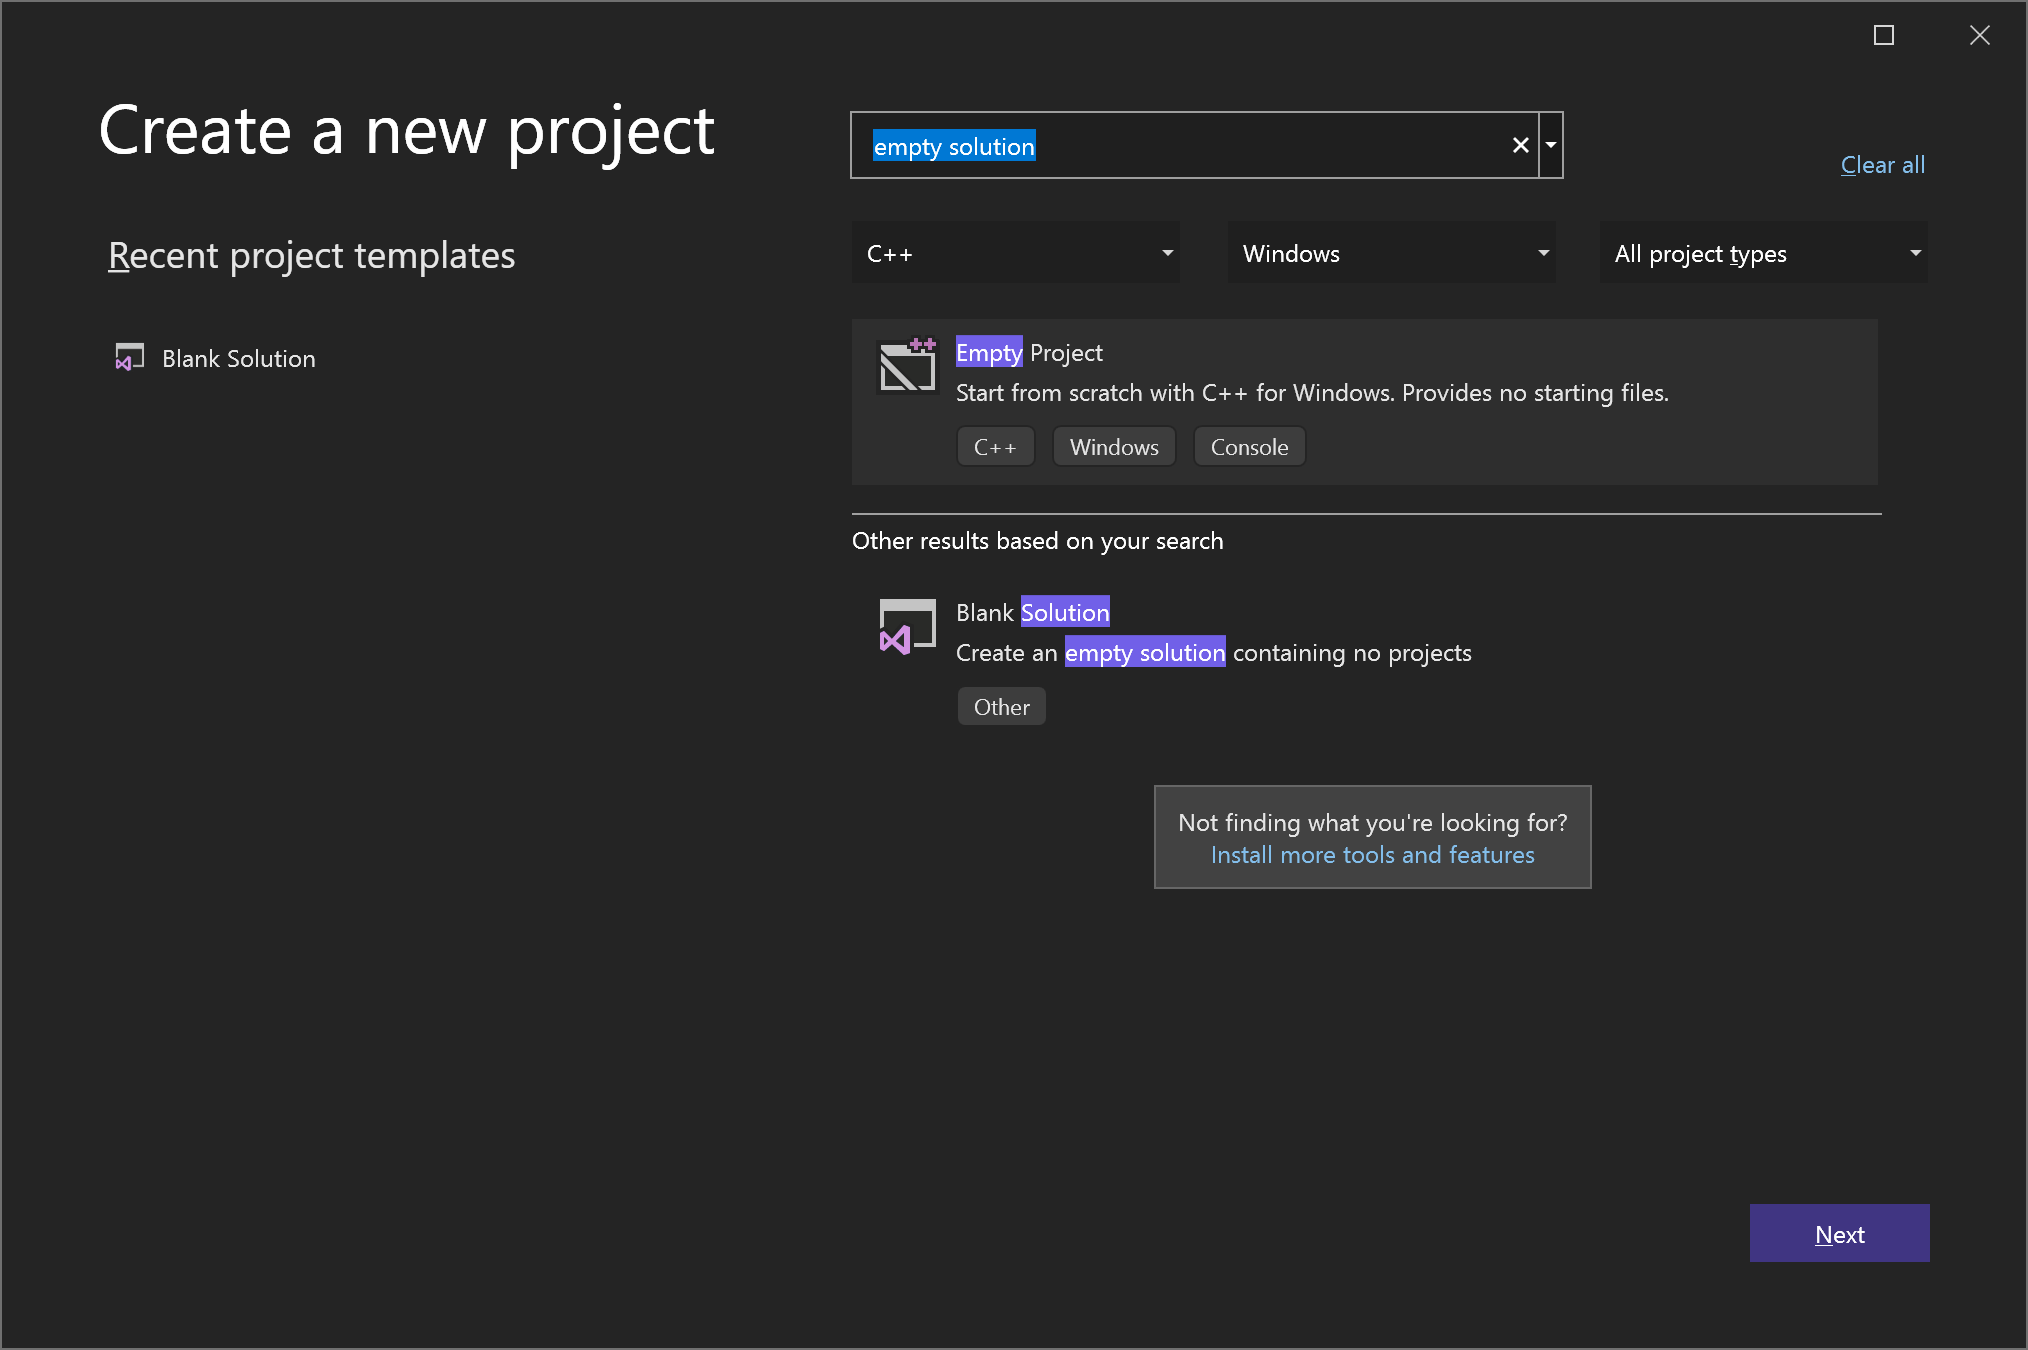 Create a new project
empty solution
Clear all
Recent project templates
C++
Windows
All project types
Blank Solution
Empty Project
Start from scratch with C++ for Windows. Provides no starting files.
C++
Windows
Console
Other results based on your search
Blank Solution
Create an empty solution containing no projects
Other
Not finding what you're looking for?
Install more tools and features
Next